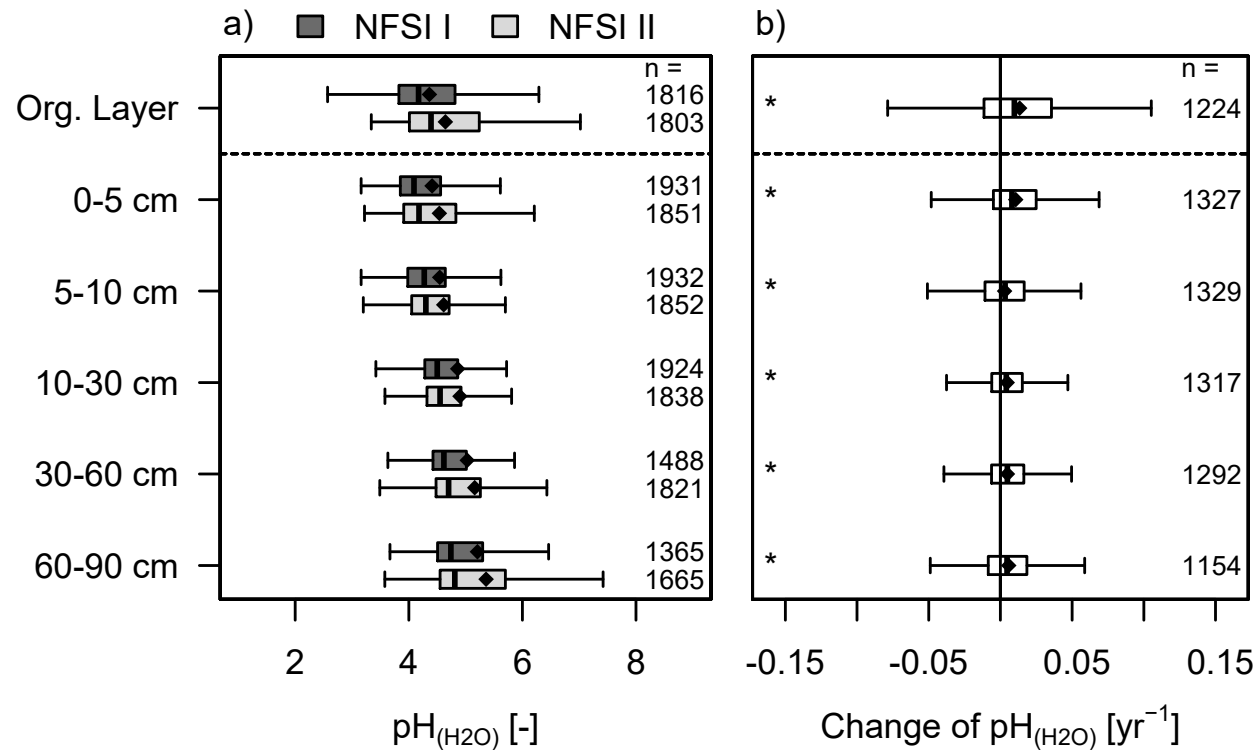 a) NFSI I NFSI II b)
n = n =
Org. Layer 1816 * 1224
1803
0-5 cm 1931 * 1327
1851
5-10 cm 1932 * 1329
1852
10-30 cm 1924 * 1317
1838
30-60 cm 1488 * 1292
1821
60-90 cm 1365 * 1154
1665
2 4 6 8 -0.15 -0.05 0.05 0.15
pH(H2O) [-] Change of pH(H2O) [yr−1]